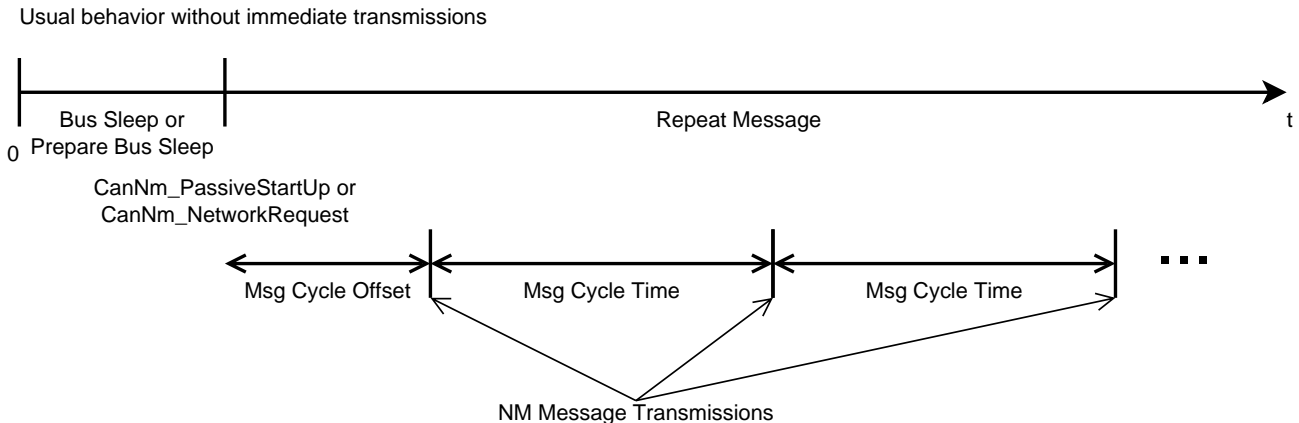 Usual behavior without immediate transmissions
Bus Sleep or
Prepare Bus Sleep
Repeat Message
t
0
CanNm_PassiveStartUp or
CanNm_NetworkRequest
Msg Cycle Offset
Msg Cycle Time
Msg Cycle Time
NM Message Transmissions